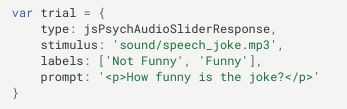 var trial = {
    type: jsPsychAudioSliderResponse,
    stimulus: 'sound/speech_joke.mp3',
    labels: ['Not Funny', 'Funny'],
    prompt: '<p>How funny is the joke?</p>'
}